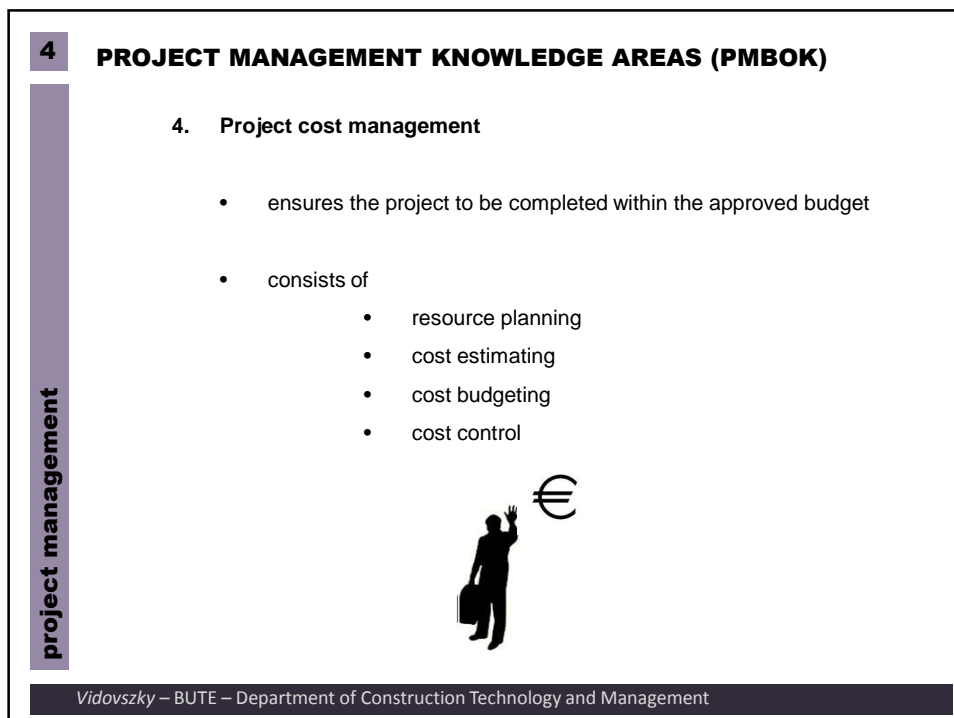 4
PROJECT MANAGEMENT KNOWLEDGE AREAS (PMBOK)
4. Project cost management
• ensures the project to be completed within the approved budget
• consists of
• resource planning
• cost estimating
• cost budgeting
• cost control
€
project management
Vidovszky – BUTE – Department of Construction Technology and Management